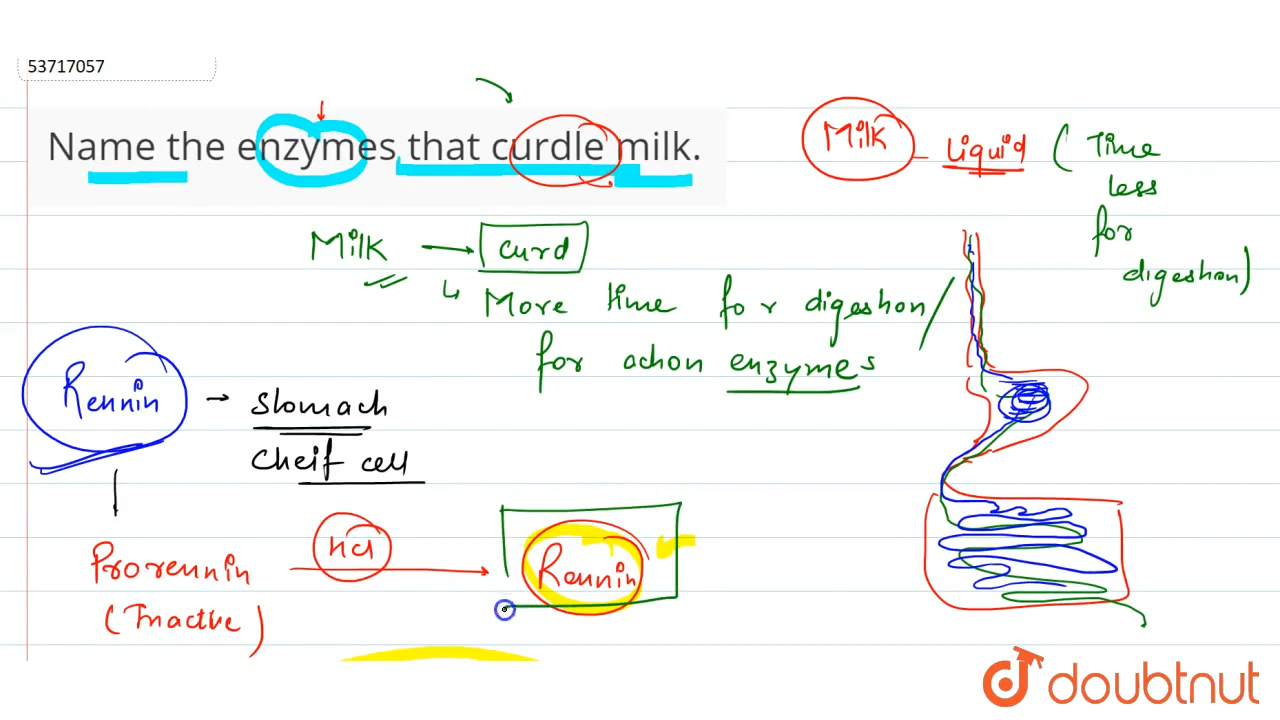 53717057
Name the enzymes that curdle milk.
Milk - Liquid ( Time
less
for
digestion)
Milk → curd
↳ More time for digestion /
for action enzymes
Rennin → Stomach
Cheif cell
Prorennin HCl → Rennin
(Inactive)
doubtnut